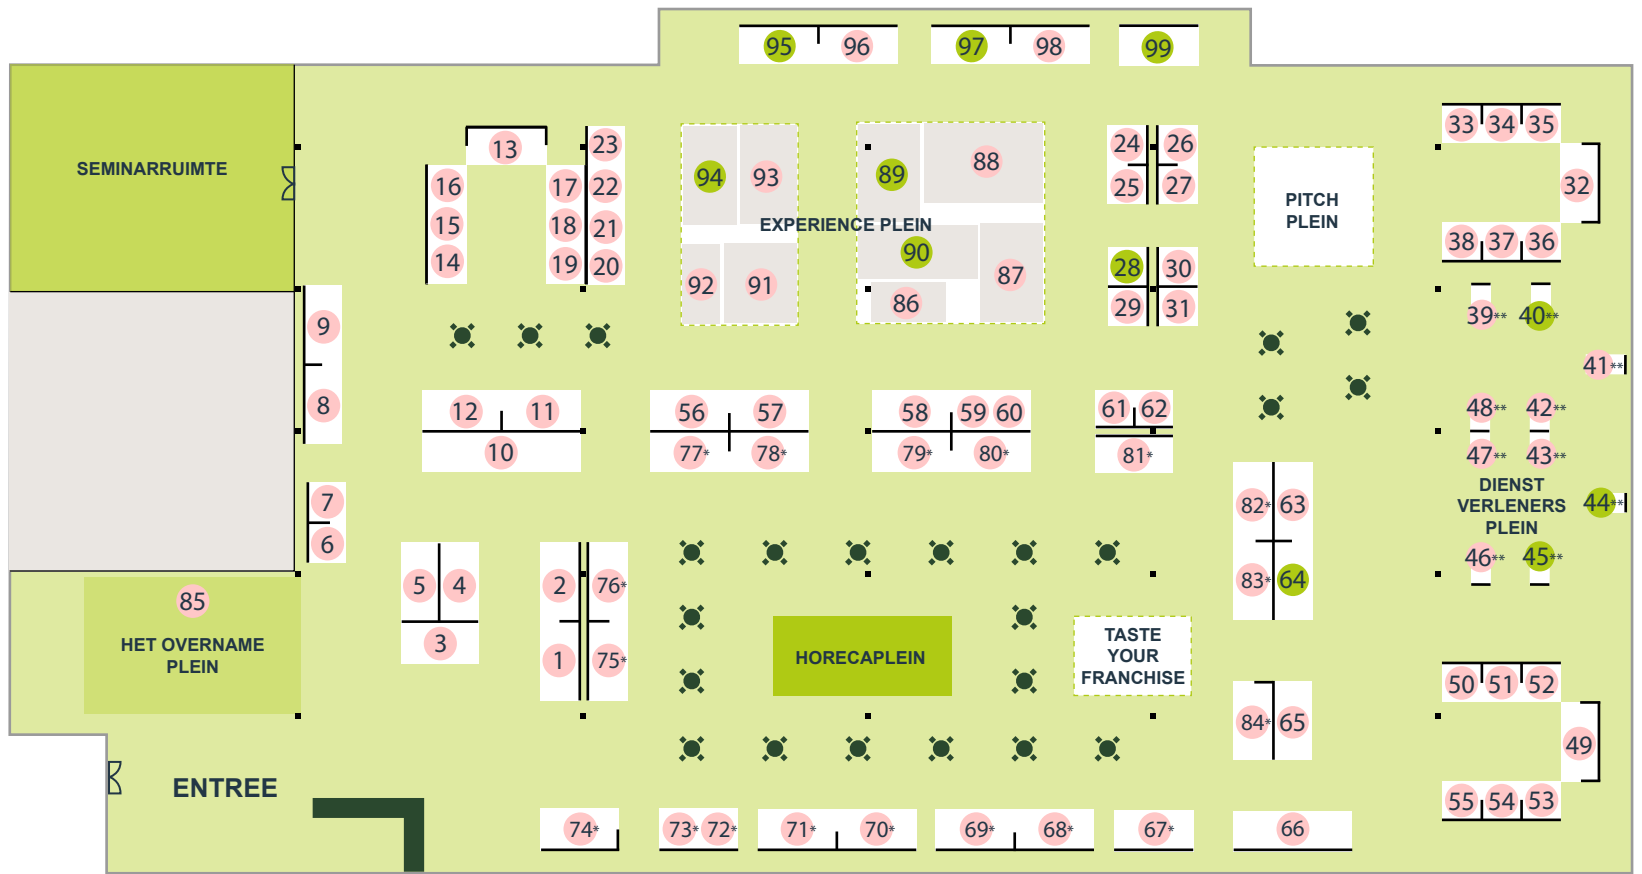 95 96 97 98 99
SEMINARRUIMTE
13 23
16 17 22
15 18 21
14 19 20
94 93 89 88
EXPERIENCE PLEIN
90
92 91 86 87
24 26
25 27
28 30
29 31
PITCH
PLEIN
33 34 35
32
38 37 36
39** 40**
41**
48** 42**
47** 43**
DIENST
VERLENERS
PLEIN
44**
46** 45**
9
8
12 11
10
56 57
77* 78*
58 59 60
79* 80*
61 62
81*
7
6
82* 63
83* 64
5 4
3
2 76*
1 75*
85
HET OVERNAME
PLEIN
HORECAPLEIN
TASTE
YOUR
FRANCHISE
84* 65
50 51 52
49
55 54 53
ENTREE
74* 73* 72* 71* 70* 69* 68* 67* 66